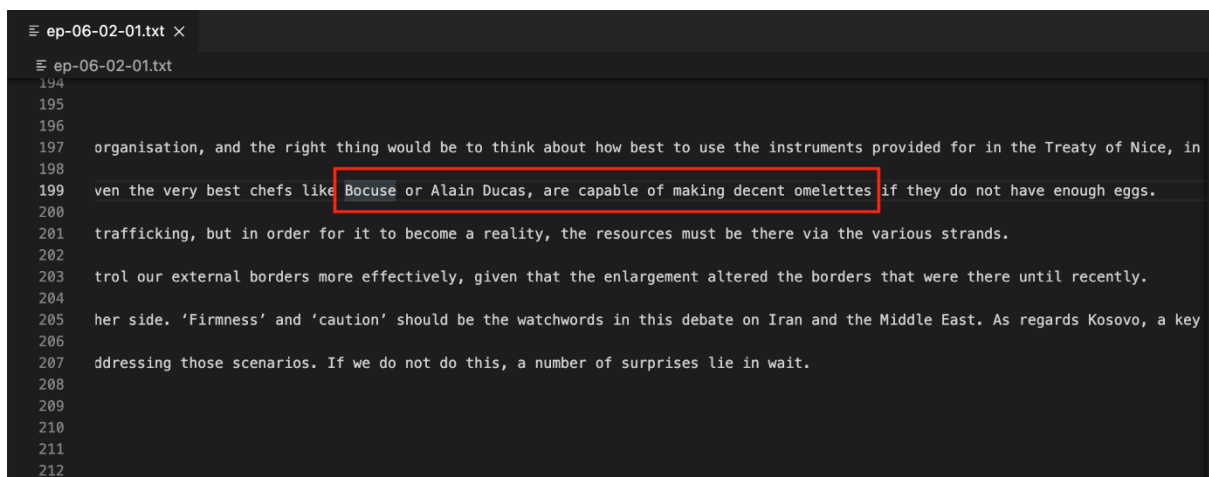 ep-06-02-01.txt ×
ep-06-02-01.txt
194
195
196
197 organisation, and the right thing would be to think about how best to use the instruments provided for in the Treaty of Nice, in
198
199 ven the very best chefs like Bocuse or Alain Ducas, are capable of making decent omelettes if they do not have enough eggs.
200
201 trafficking, but in order for it to become a reality, the resources must be there via the various strands.
202
203 trol our external borders more effectively, given that the enlargement altered the borders that were there until recently.
204
205 her side. ‘Firmness’ and ‘caution’ should be the watchwords in this debate on Iran and the Middle East. As regards Kosovo, a key
206
207 ddressing those scenarios. If we do not do this, a number of surprises lie in wait.
208
209
210
211
212